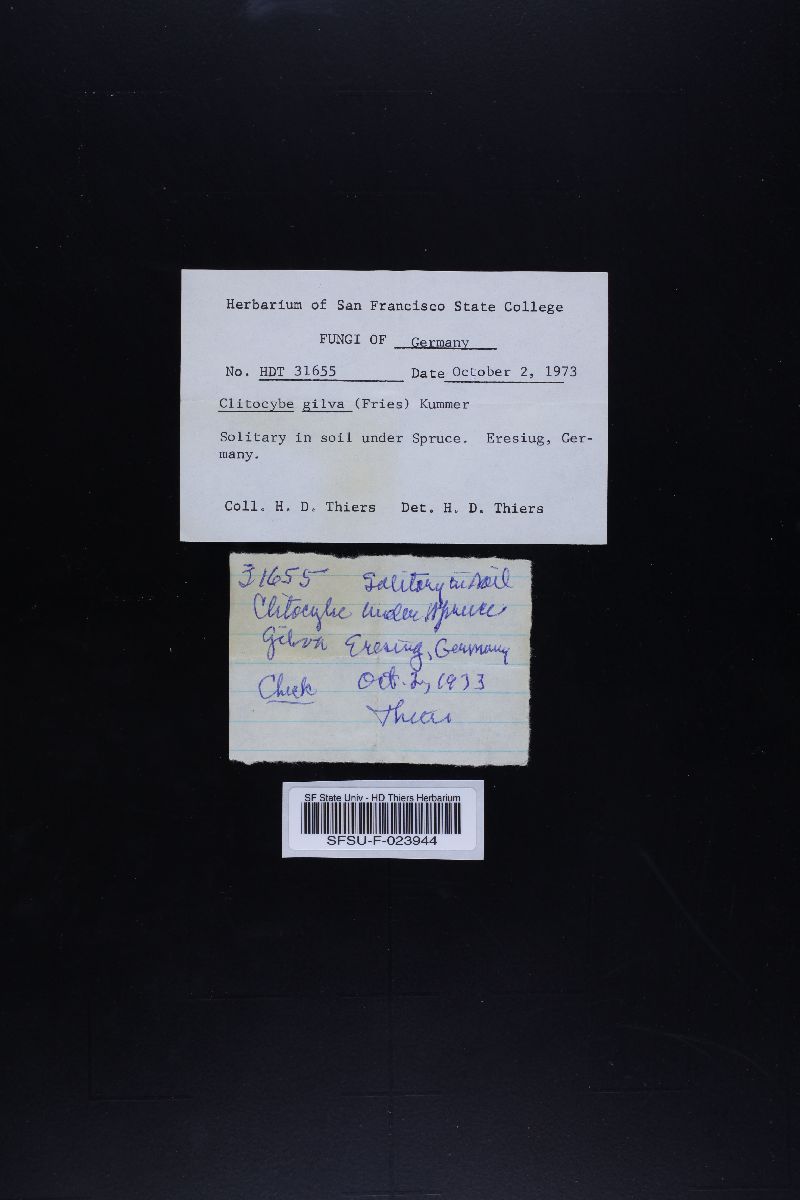 Herbarium of San Francisco State College
FUNGI OF Germany
No. HDT 31655 Date October 2, 1973
Clitocybe gilva (Fries) Kummer
Solitary in soil under Spruce. Eresiug, Ger-
many.
Coll. H. D. Thiers Det. H. D. Thiers
31655 Solitary in soil
Clitocybe under spruce.
Gilva Eresing, Germany
Check Oct. 2, 1933
Thiers
SF State Univ - HD Thiers Herbarium
SFSU-F-023944